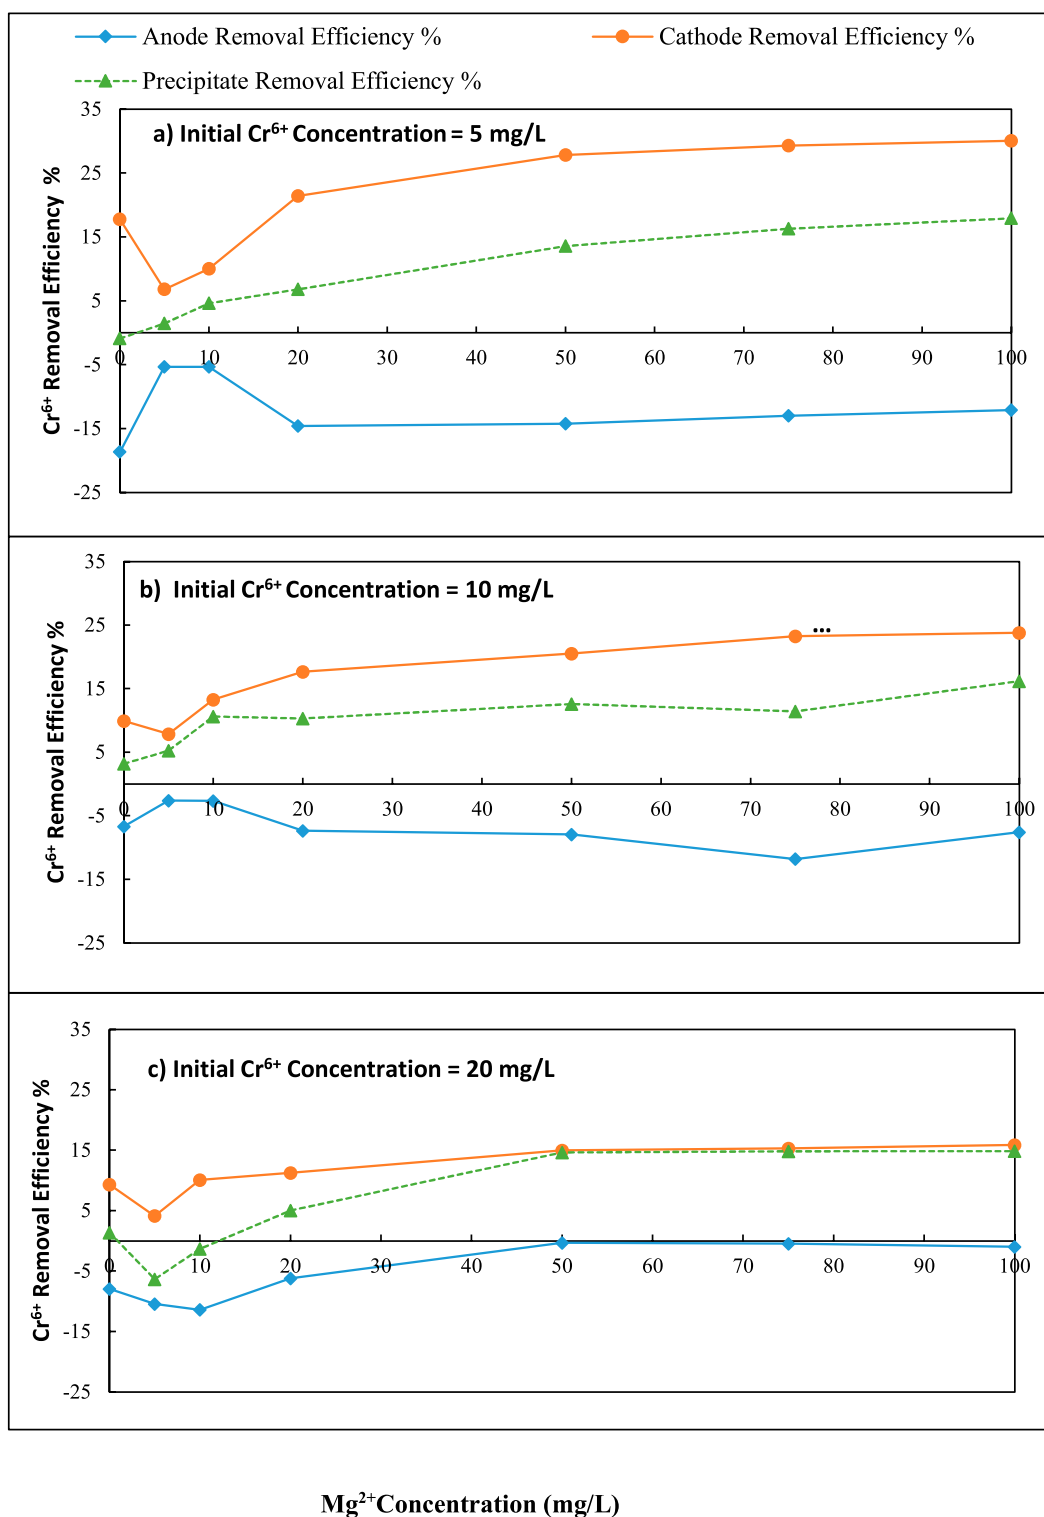 Anode Removal Efficiency % Cathode Removal Efficiency %
Precipitate Removal Efficiency %
a) Initial Cr⁶⁺ Concentration = 5 mg/L
Cr⁶⁺ Removal Efficiency %
35
25
15
5
-5
-15
-25
0 10 20 30 40 50 60 70 80 90 100
b) Initial Cr⁶⁺ Concentration = 10 mg/L
...
Cr⁶⁺ Removal Efficiency %
35
25
15
5
-5
-15
-25
0 10 20 30 40 50 60 70 80 90 100
c) Initial Cr⁶⁺ Concentration = 20 mg/L
Cr⁶⁺ Removal Efficiency %
35
25
15
5
-5
-15
-25
0 10 20 30 40 50 60 70 80 90 100
Mg²⁺Concentration (mg/L)